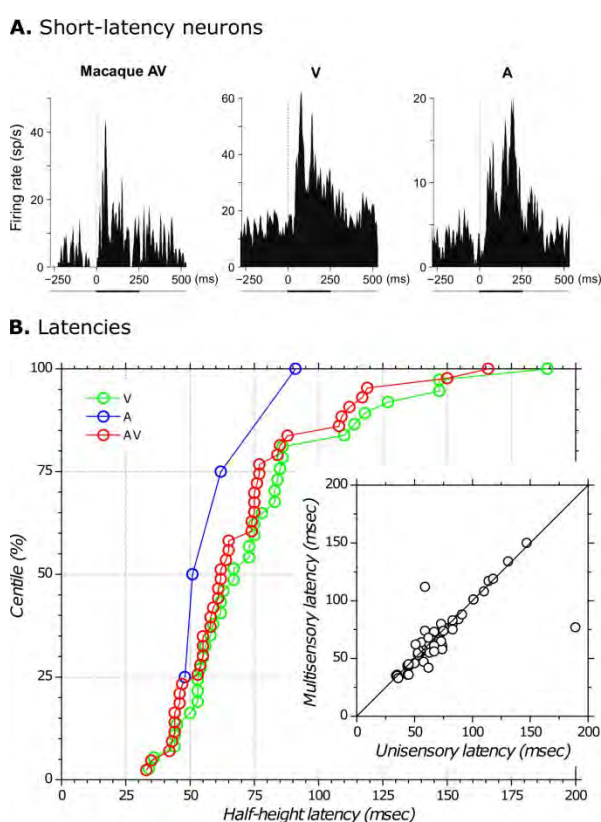 A. Short-latency neurons
Macaque AV V A
Firing rate (sp/s)
40
20
0
60
40
20
0
20
10
0
−250 0 250 500 (ms)
−250 0 250 500 (ms)
−250 0 250 500 (ms)
B. Latencies
Centile (%)
100
75
50
25
0
V
A
AV
0 25 50 75 100 125 150 175 200
Half-height latency (msec)
Multisensory latency (msec)
200
150
100
50
0
0 50 100 150 200
Unisensory latency (msec)